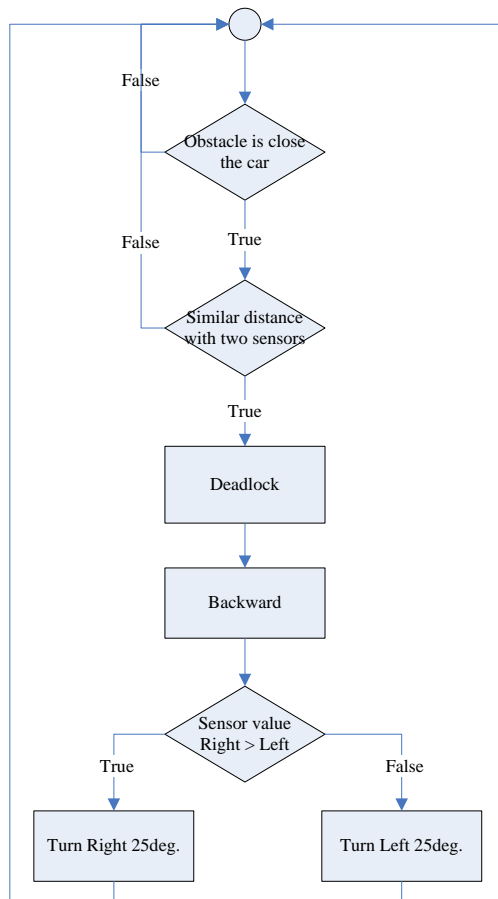 False
Obstacle is close
the car
False
True
Similar distance
with two sensors
True
Deadlock
Backward
Sensor value
Right > Left
True
False
Turn Right 25deg.
Turn Left 25deg.